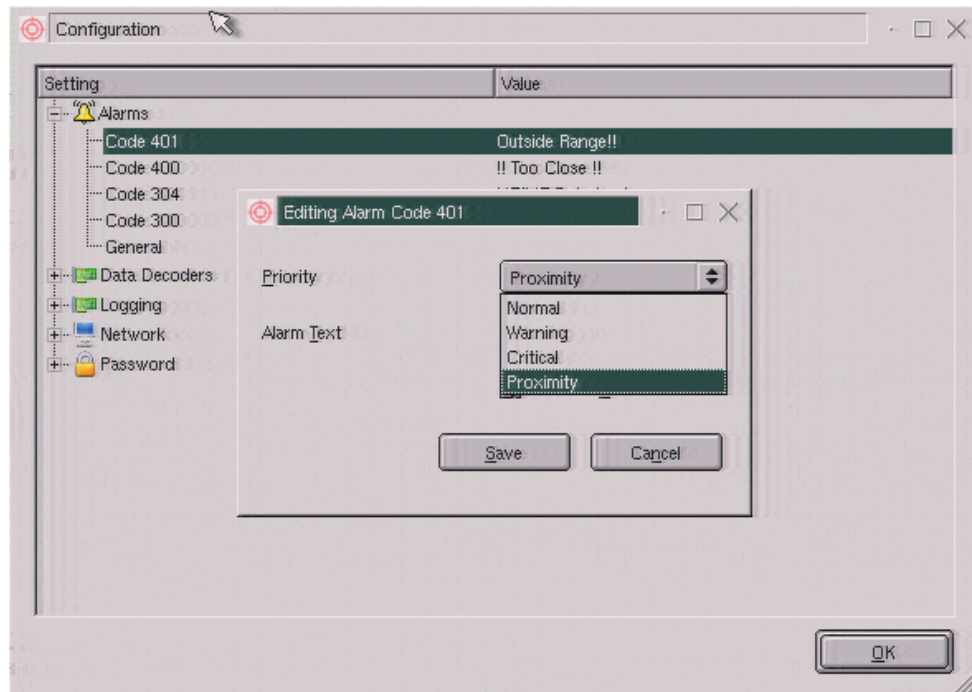 Configuration
Setting Value
Alarms
Code 401 Outside Range!!
Code 400 !! Too Close !!
Code 304
Code 300
General
Data Decoders
Logging
Network
Password
Editing Alarm Code 401
Priority Proximity
Normal
Warning
Critical
Proximity
Alarm Text
Save Cancel
OK